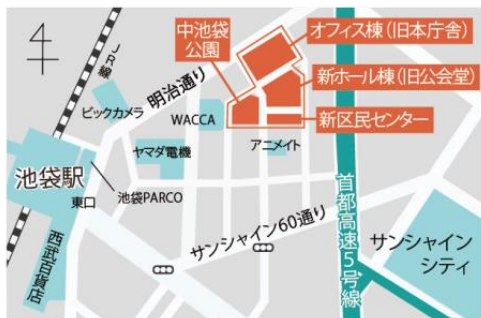 中池袋
公園
オフィス棟(旧本庁舎)
新ホール棟(旧公会堂)
新区民センター
JR線
明治通り
ビックカメラ
WACCA
ヤマダ電機
アニメイト
池袋駅
東口
池袋PARCO
西武百貨店
サンシャイン60通り
首都高速5号線
サンシャイン
シティ